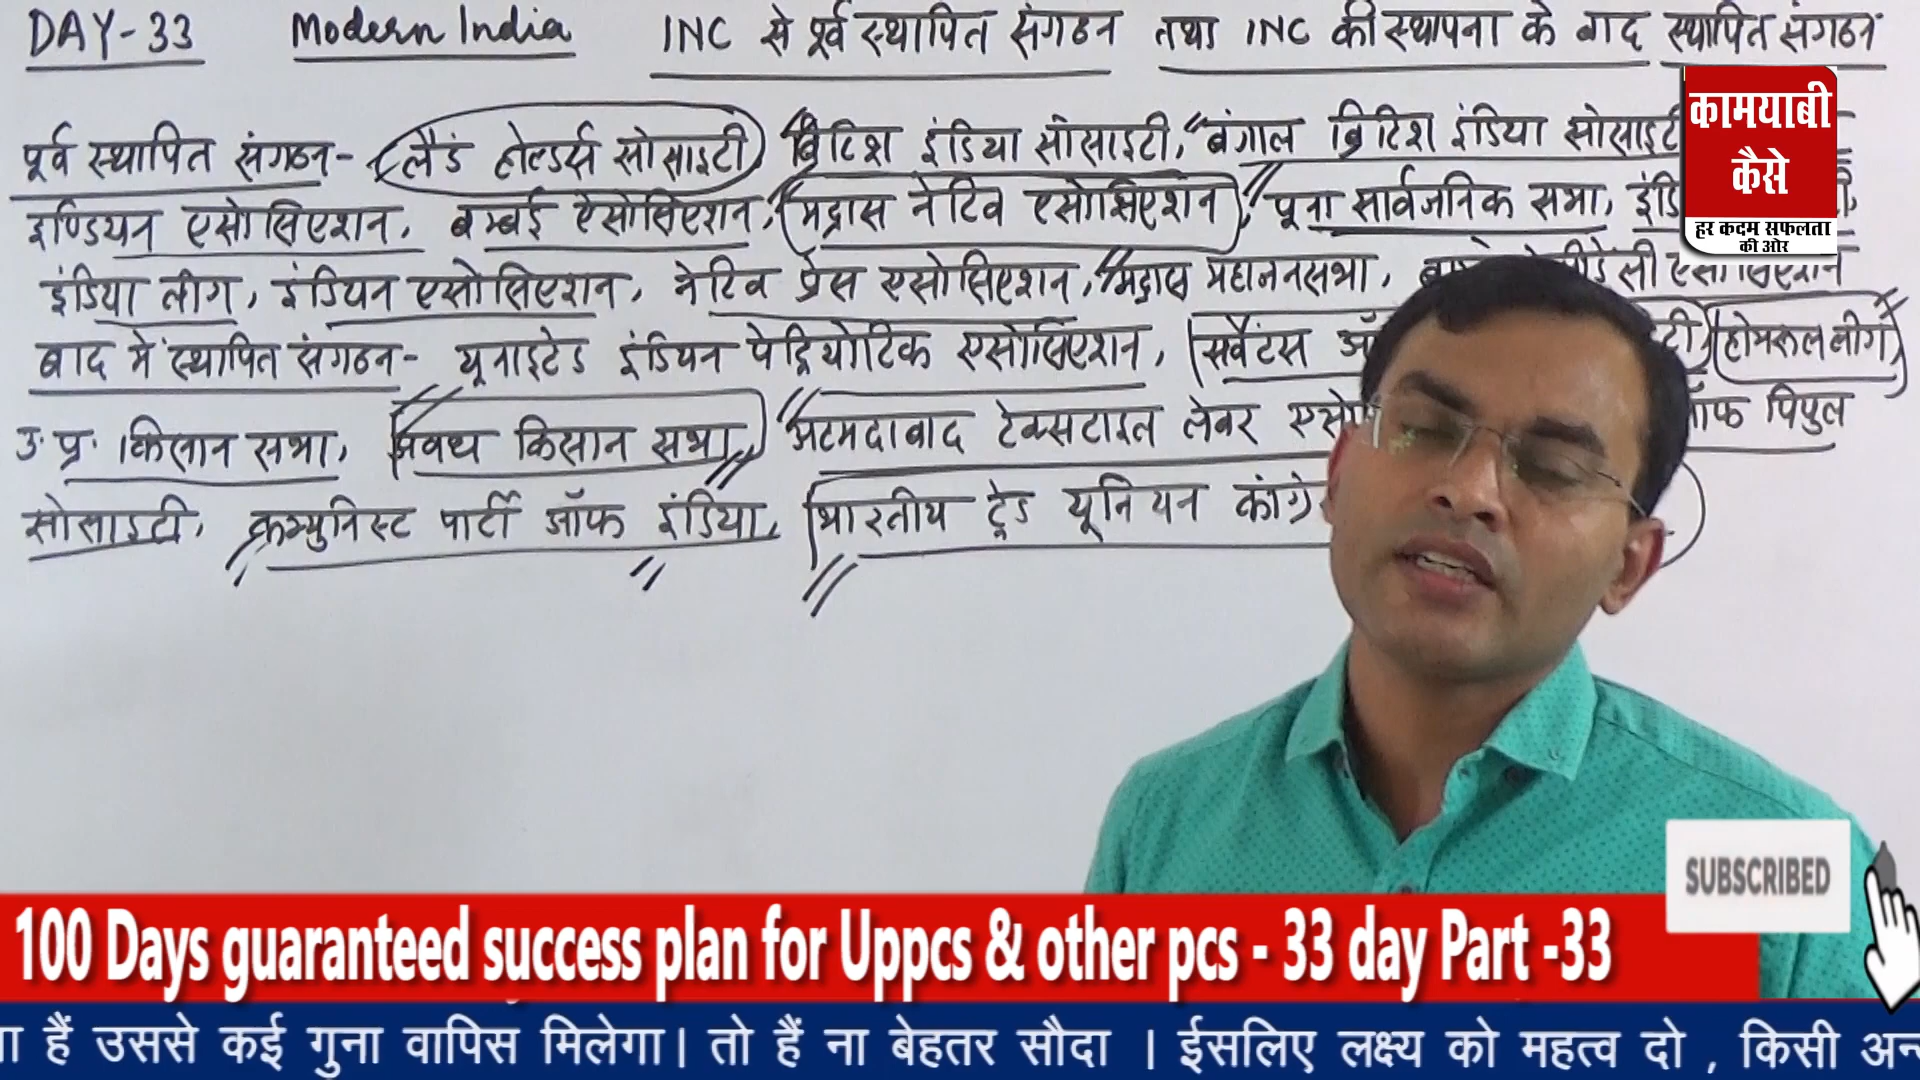 DAY-33 Modern India INC से पूर्व स्थापित संगठन तथा INC की स्थापना के बाद स्थापित संगठन
पूर्व स्थापित संगठन- लैंड होल्डर्स सोसाइटी, ब्रिटिश इंडिया सोसाइटी, बंगाल ब्रिटिश इंडिया सोसाइटी
इण्डियन एसोसिएशन, बम्बई ऐसोसिएशन, मद्रास नेटिव एसोसिएशन, पूना सार्वजनिक सभा,
इंडिया लीग, इंडियन एसोसिएशन, नेटिव प्रेस एसोसिएशन, मद्रास महाजनसभा, एसोसिएशन
बाद में स्थापित संगठन- यूनाइटेड इंडियन पेट्रियोटिक एसोसिएशन, सर्वेंटस होमरूल लीग,
उ॰ प्र॰ किसान सभा, अवध किसान सभा, अहमदाबाद टेक्सटाइल लेबर पिपुल
सोसाइटी, कम्युनिस्ट पार्टी ऑफ इंडिया, भारतीय ट्रेड यूनियन
कामयाबी
कैसे
हर कदम सफलता
की ओर
SUBSCRIBED
100 Days guaranteed success plan for Uppcs & other pcs - 33 day Part -33
हैं उससे कई गुना वापिस मिलेगा। तो हैं ना बेहतर सौदा । ईसलिए लक्ष्य को महत्व दो , किसी